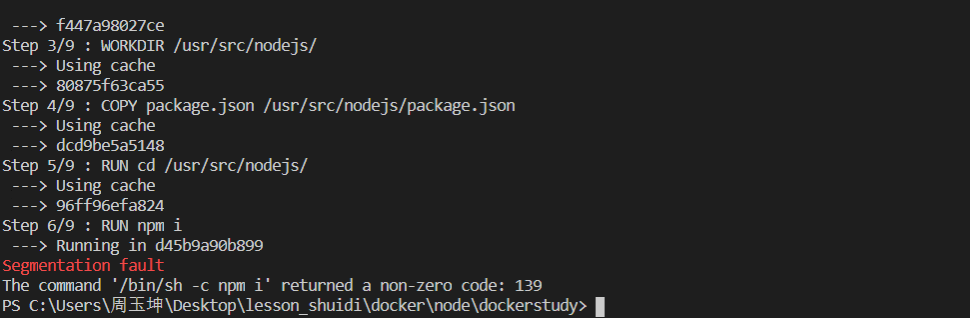 ---> f447a98027ce
Step 3/9 : WORKDIR /usr/src/nodejs/
---> Using cache
---> 80875f63ca55
Step 4/9 : COPY package.json /usr/src/nodejs/package.json
---> Using cache
---> dcd9be5a5148
Step 5/9 : RUN cd /usr/src/nodejs/
---> Using cache
---> 96ff96efa824
Step 6/9 : RUN npm i
---> Running in d45b9a90b899
Segmentation fault
The command '/bin/sh -c npm i' returned a non-zero code: 139
PS C:\Users\周玉坤\Desktop\lesson_shuidi\docker\node\dockerstudy>